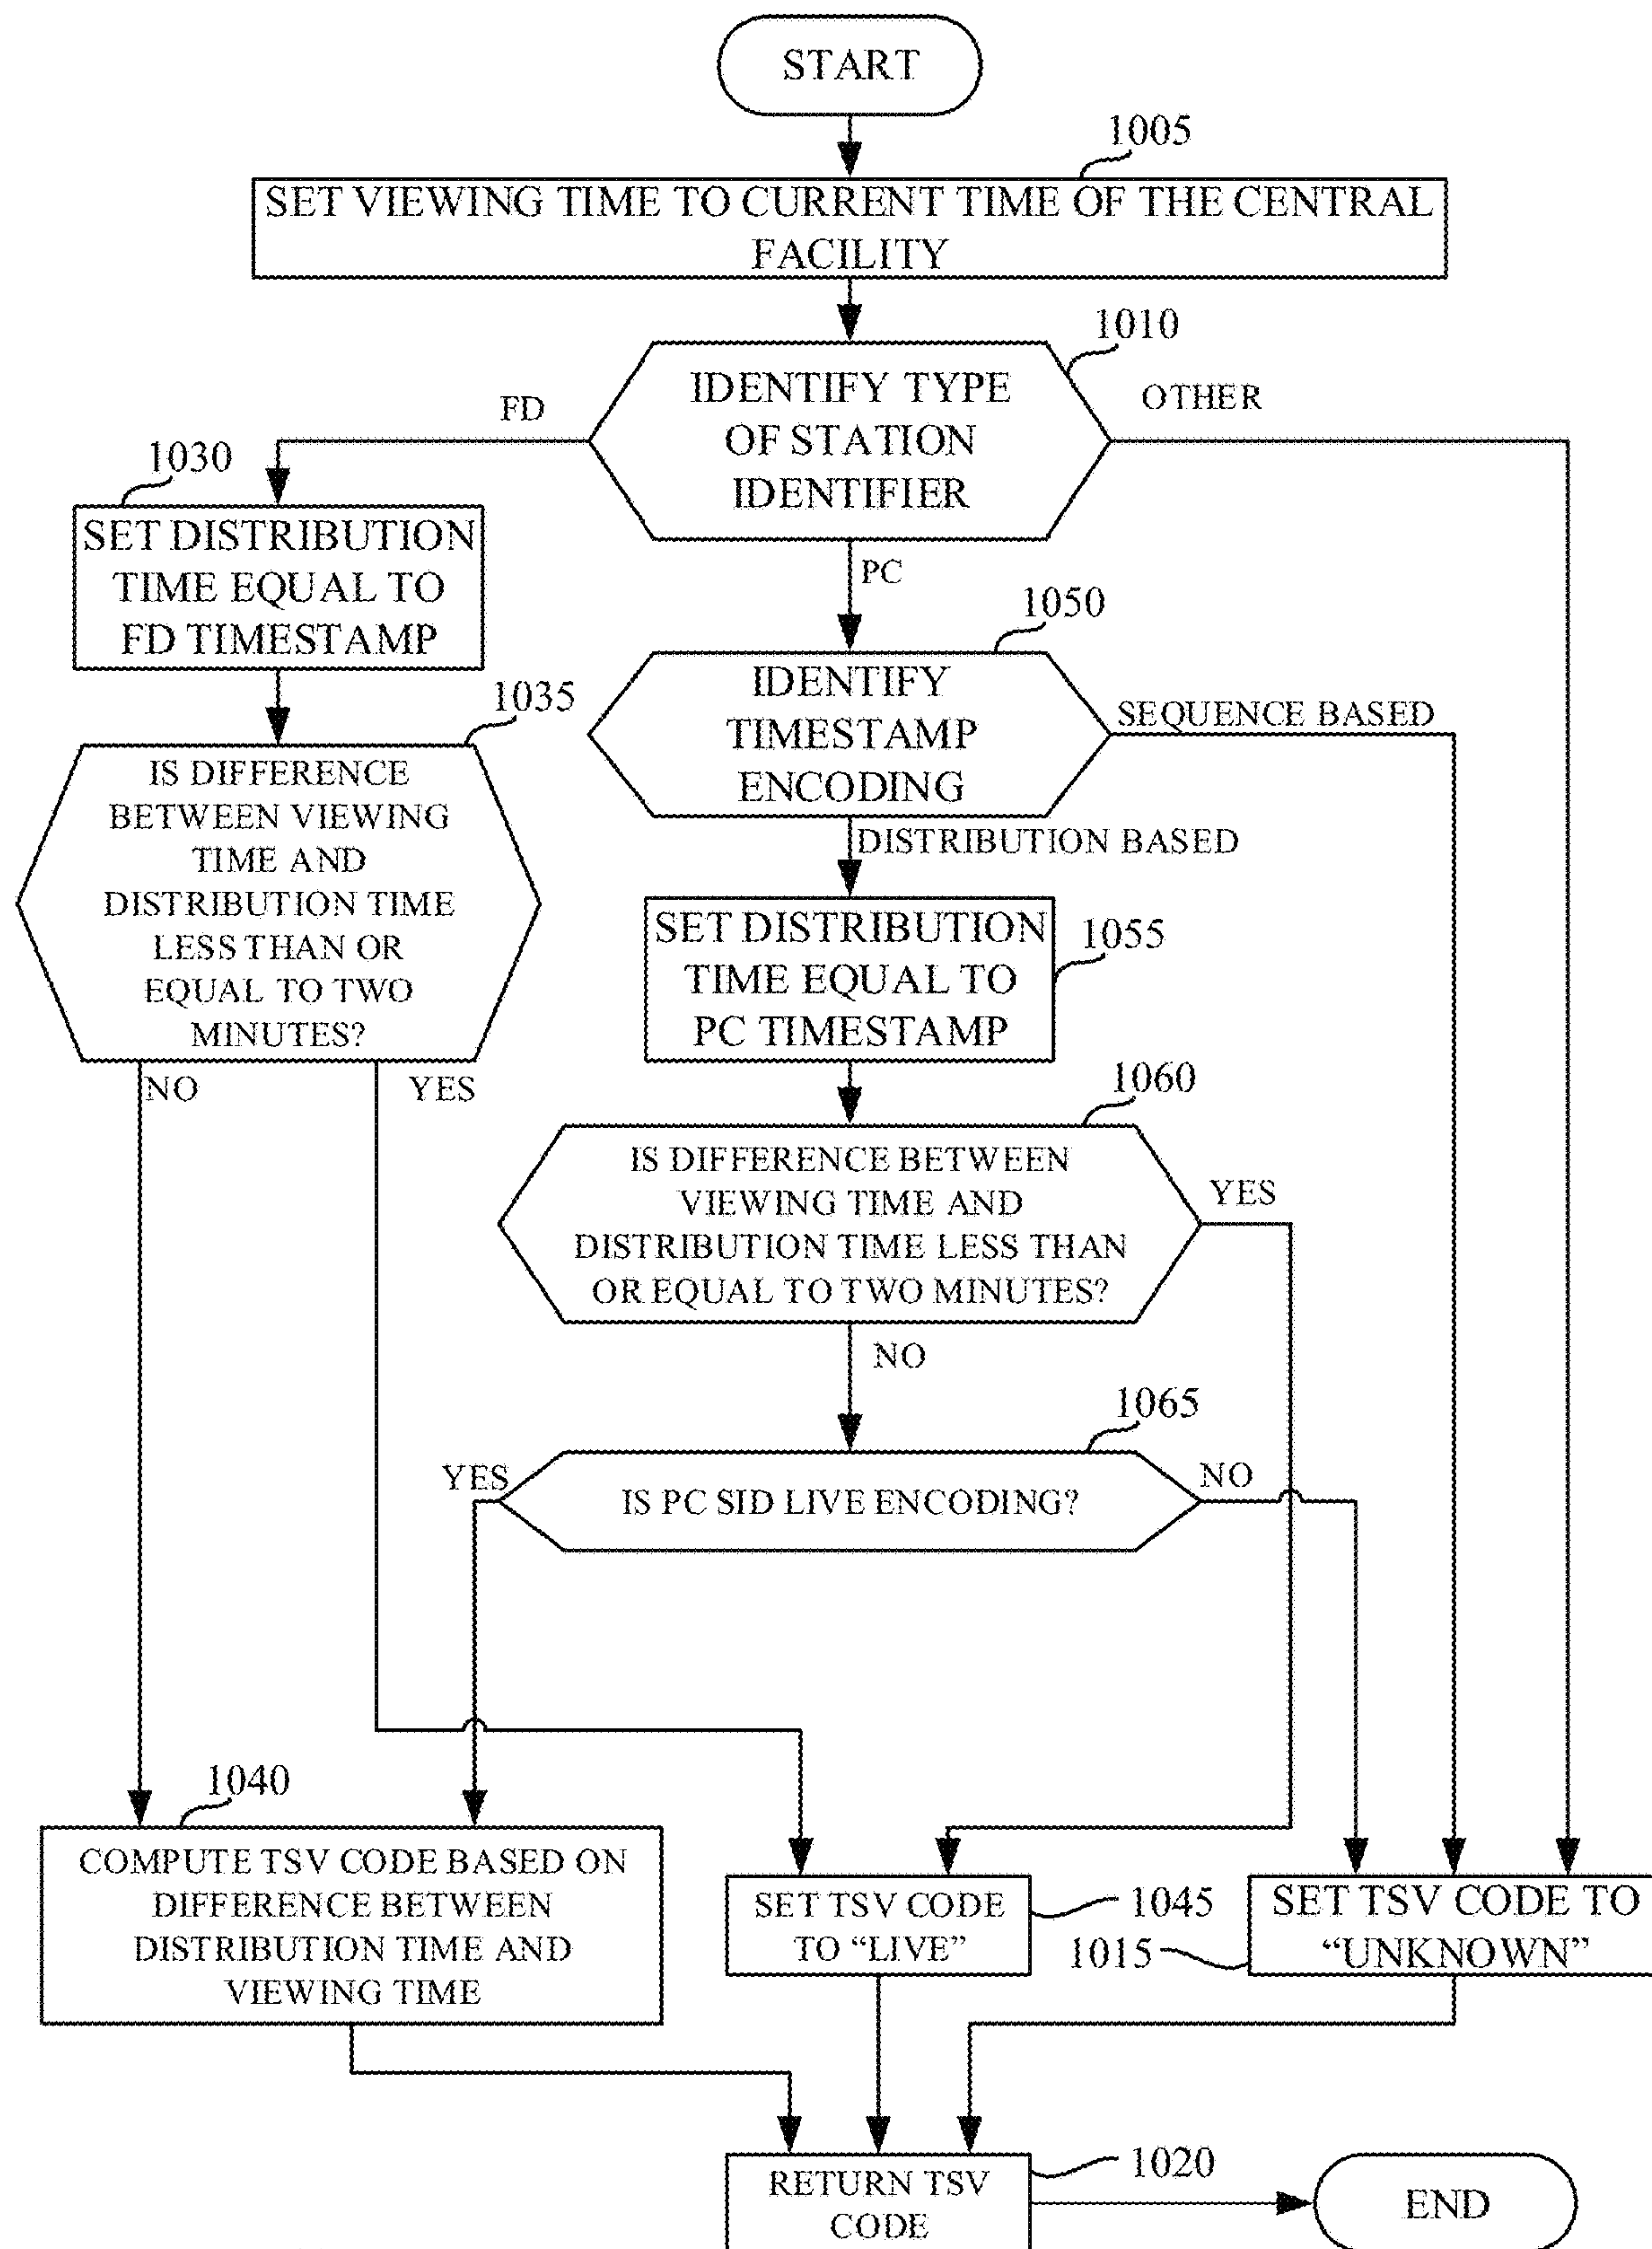 START
1005
SET VIEWING TIME TO CURRENT TIME OF THE CENTRAL
FACILITY
1010
IDENTIFY TYPE
OF STATION
IDENTIFIER
FD
OTHER
PC
1030
SET DISTRIBUTION
TIME EQUAL TO
FD TIMESTAMP
1050
IDENTIFY
TIMESTAMP
ENCODING
SEQUENCE BASED
DISTRIBUTION BASED
1035
IS DIFFERENCE
BETWEEN VIEWING
TIME AND
DISTRIBUTION TIME
LESS THAN OR
EQUAL TO TWO
MINUTES?
NO
YES
SET DISTRIBUTION
TIME EQUAL TO
PC TIMESTAMP
1055
1060
IS DIFFERENCE BETWEEN
VIEWING TIME AND
DISTRIBUTION TIME LESS THAN
OR EQUAL TO TWO MINUTES?
YES
NO
1065
YES
IS PC SID LIVE ENCODING?
NO
1040
COMPUTE TSV CODE BASED ON
DIFFERENCE BETWEEN
DISTRIBUTION TIME AND
VIEWING TIME
SET TSV CODE
TO “LIVE”
1045
1015
SET TSV CODE TO
“UNKNOWN”
RETURN TSV
CODE
1020
END